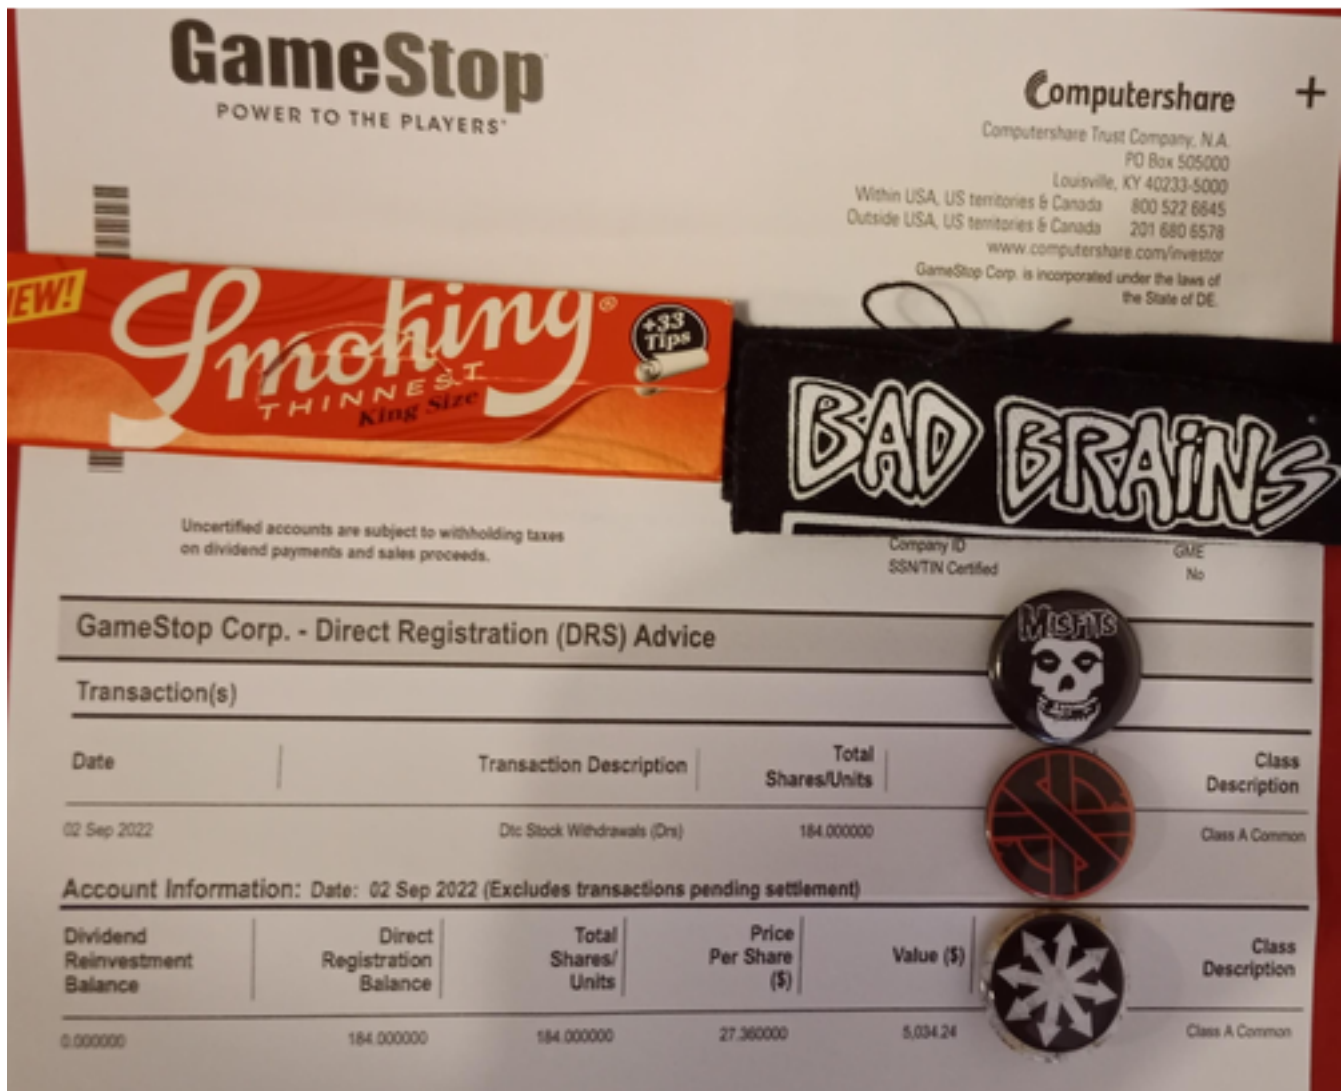 GameStop
POWER TO THE PLAYERS
Computershare
+
Computershare Trust Company, N.A.
PO Box 505000
Louisville, KY 40233-5000
Within USA, US territories & Canada 800 522 6645
Outside USA, US territories & Canada 201 680 6578
www.computershare.com/investor
GameStop Corp. is incorporated under the laws of
the State of DE.
EW!
Smoking®
THINNEST
King Size
+33
Tips
BAD BRAINS
Uncertified accounts are subject to withholding taxes
on dividend payments and sales proceeds.
Company ID GME
SSN/TIN Certified No
GameStop Corp. - Direct Registration (DRS) Advice
MISFITS
Transaction(s)
Date Transaction Description Total Shares/Units Class Description
02 Sep 2022 Dtc Stock Withdrawals (Drs) 184.000000 Class A Common
Account Information: Date: 02 Sep 2022 (Excludes transactions pending settlement)
Dividend Reinvestment Balance Direct Registration Balance Total Shares/ Units Price Per Share ($) Value ($) Class Description
0.000000 184.000000 184.000000 27.360000 5,034.24 Class A Common